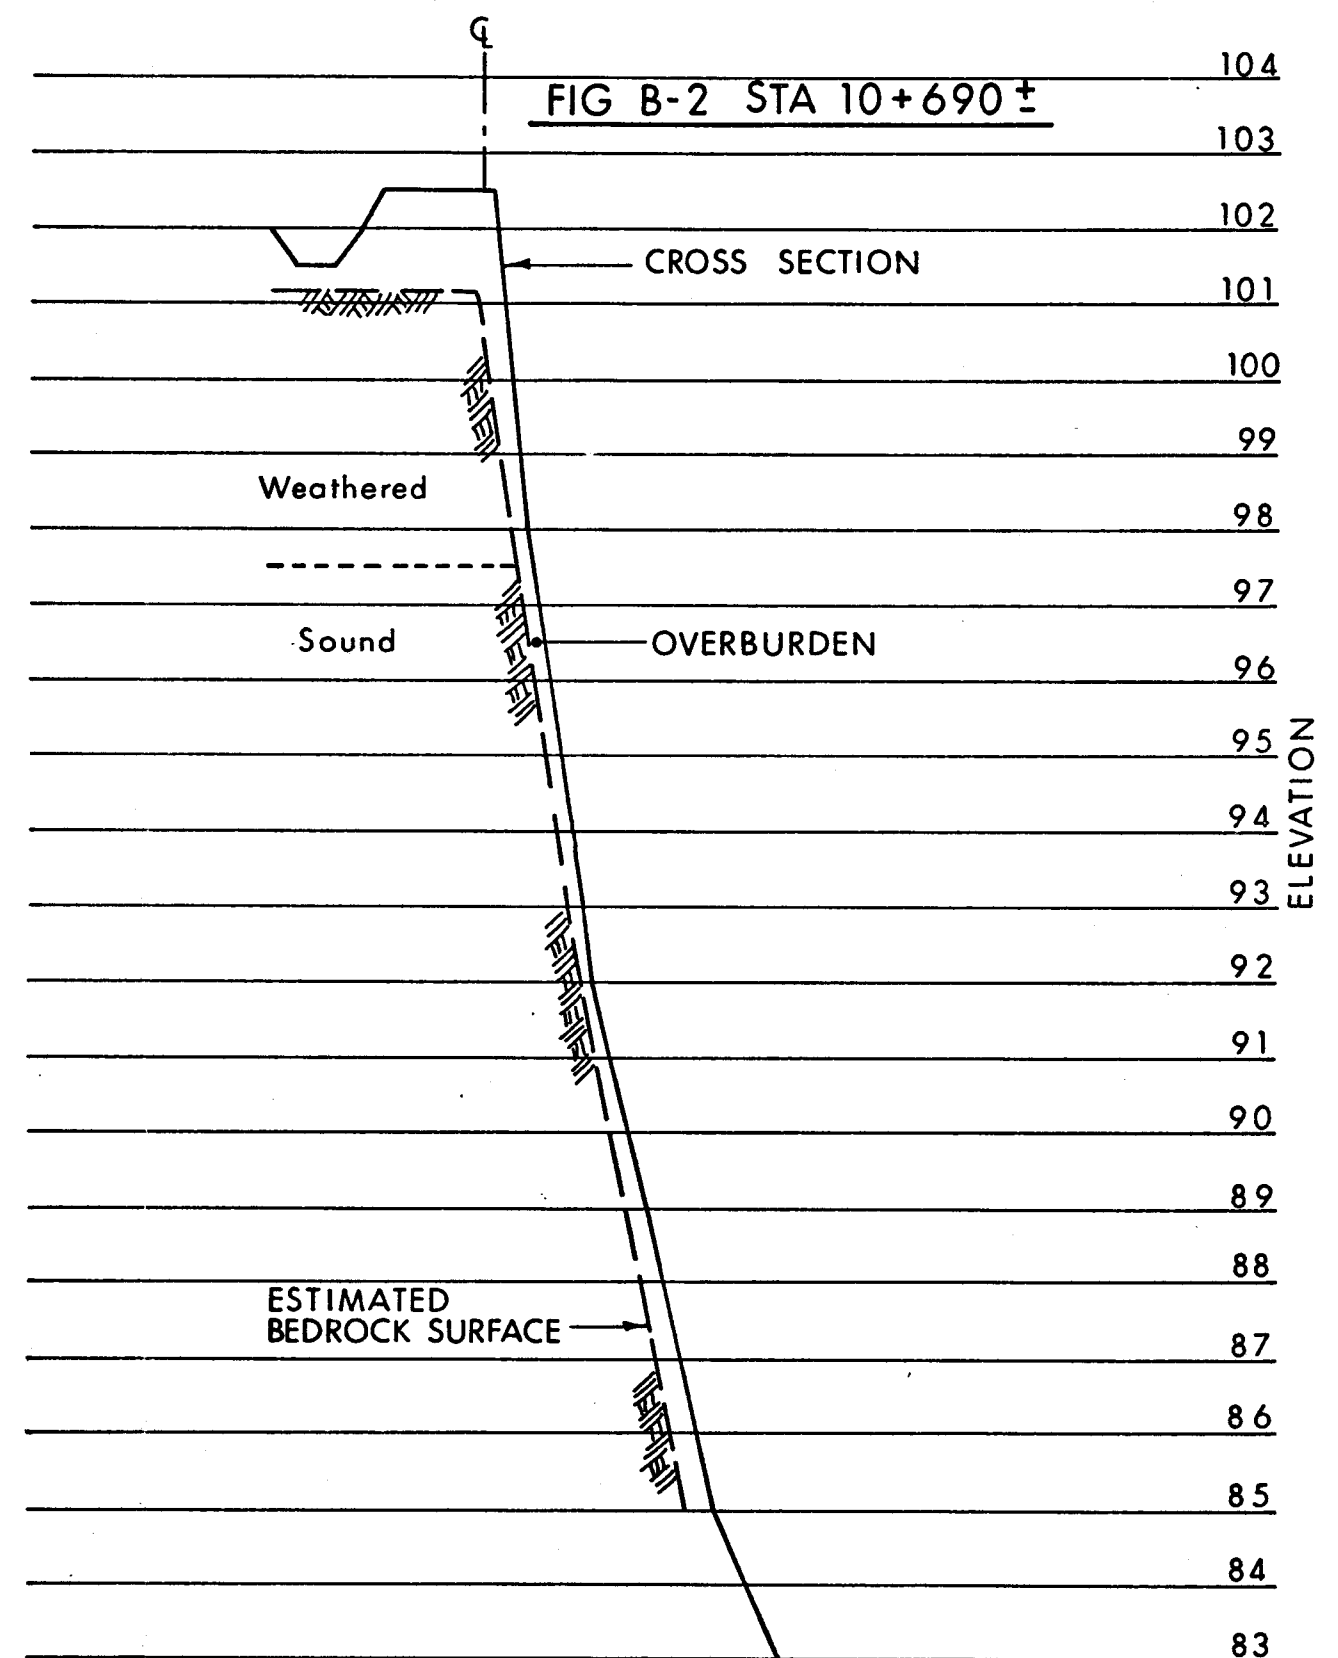 ℄
104
FIG B-2 STA 10+690 ±
103
102
CROSS SECTION
101
100
99
Weathered
98
97
Sound
OVERBURDEN
96
95
ELEVATION
94
93
92
91
90
89
88
ESTIMATED
BEDROCK SURFACE
87
86
85
84
83